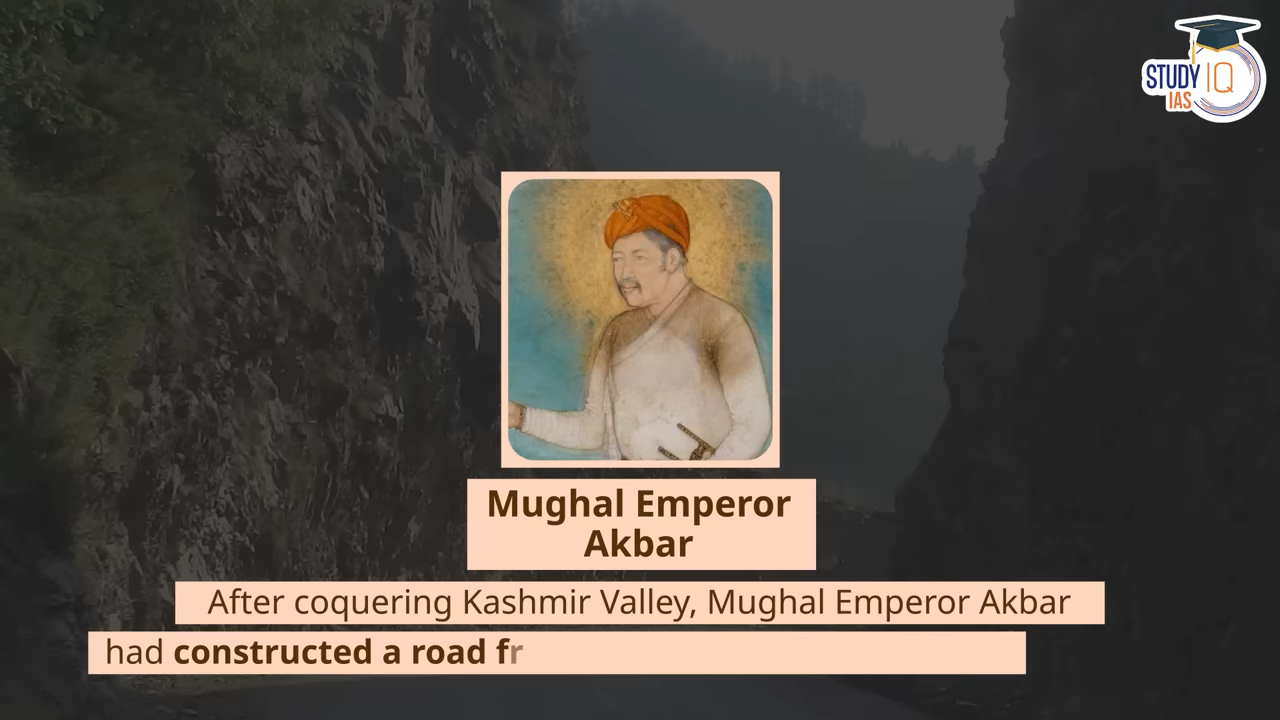 STUDY IQ
IAS
Mughal Emperor
Akbar
After coquering Kashmir Valley, Mughal Emperor Akbar
had constructed a road fr